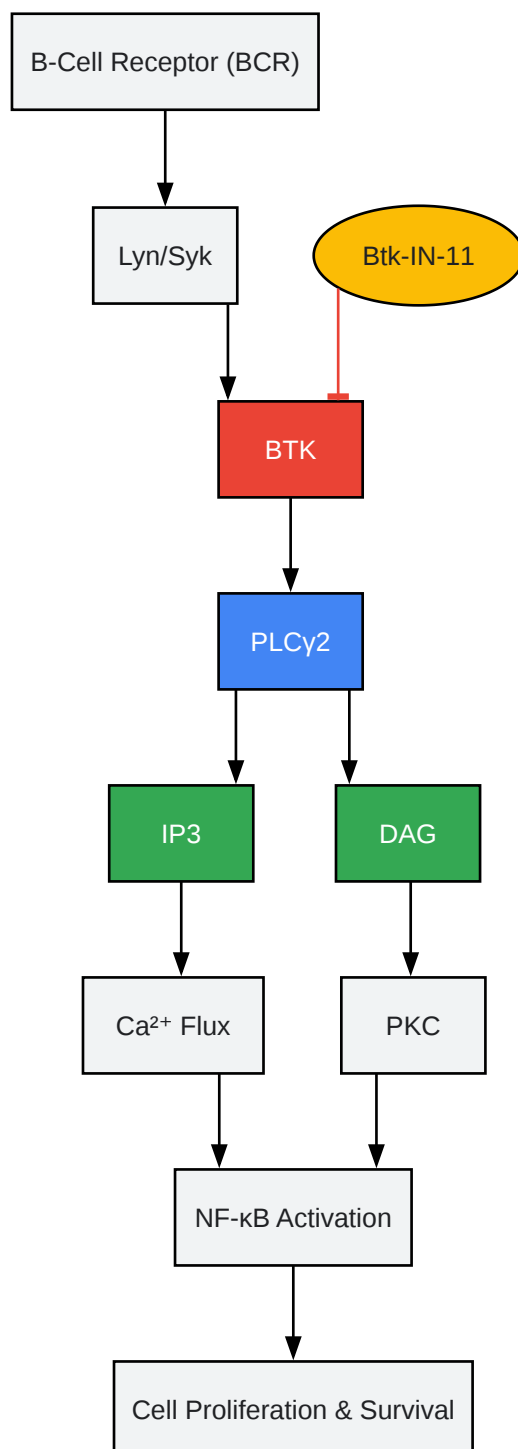 B-Cell Receptor (BCR)
Lyn/Syk
Btk-IN-11
BTK
PLCγ2
IP3
DAG
Ca²⁺ Flux
PKC
NF-κB Activation
Cell Proliferation & Survival